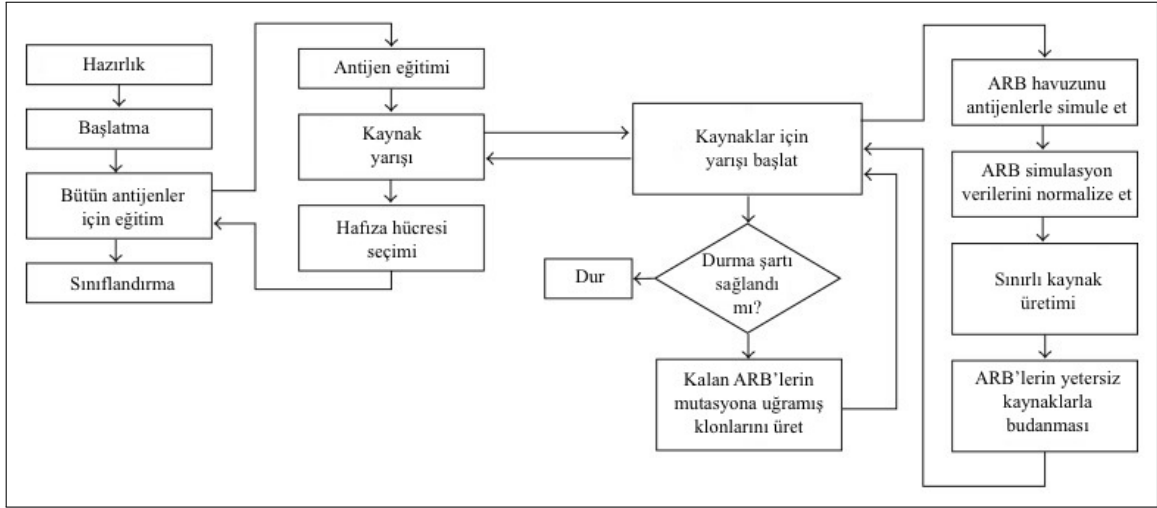 Hazırlık
Başlatma
Bütün antijenler
için eğitim
Sınıflandırma
Antijen eğitimi
Kaynak
yarışı
Hafıza hücresi
seçimi
Kaynaklar için
yarışı başlat
Durma şartı
sağlandı
mı?
Dur
Kalan ARB’lerin
mutasyona uğramış
klonlarını üret
ARB havuzunu
antijenlerle simule et
ARB simulasyon
verilerini normalize et
Sınırlı kaynak
üretimi
ARB’lerin yetersiz
kaynaklarla
budanması